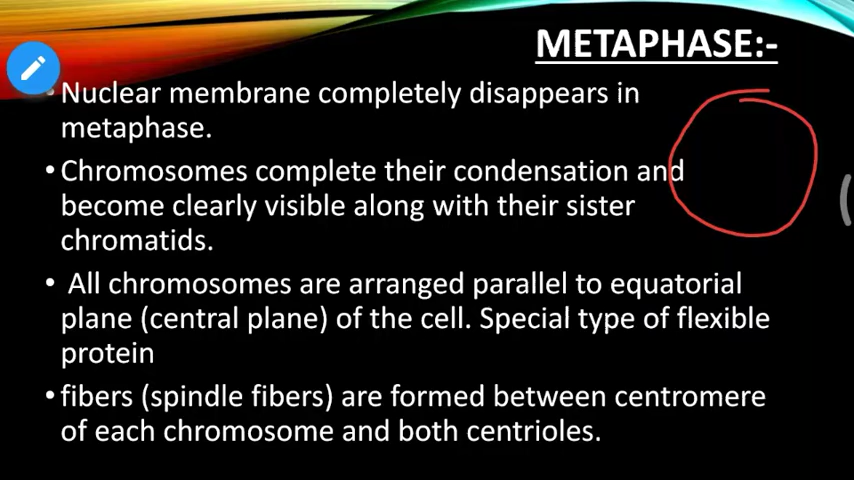 METAPHASE:-
• Nuclear membrane completely disappears in
metaphase.
• Chromosomes complete their condensation and
become clearly visible along with their sister
chromatids.
• All chromosomes are arranged parallel to equatorial
plane (central plane) of the cell. Special type of flexible
protein
• fibers (spindle fibers) are formed between centromere
of each chromosome and both centrioles.